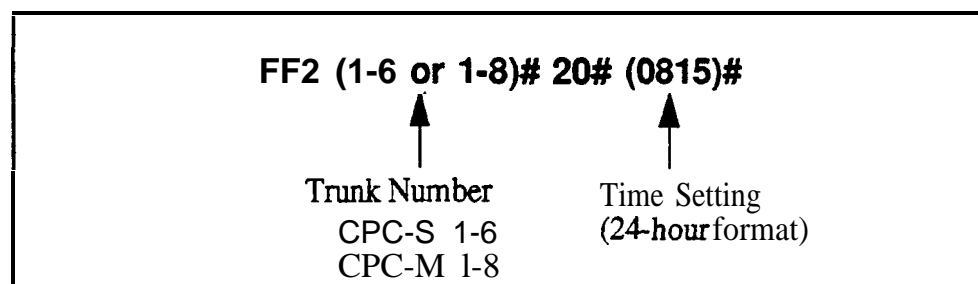 FF2 (1-6 or 1-8)# 20# (0815)#
Trunk Number
Time Setting
CPC-S 1-6
(24-hour format)
CPC-M l-8